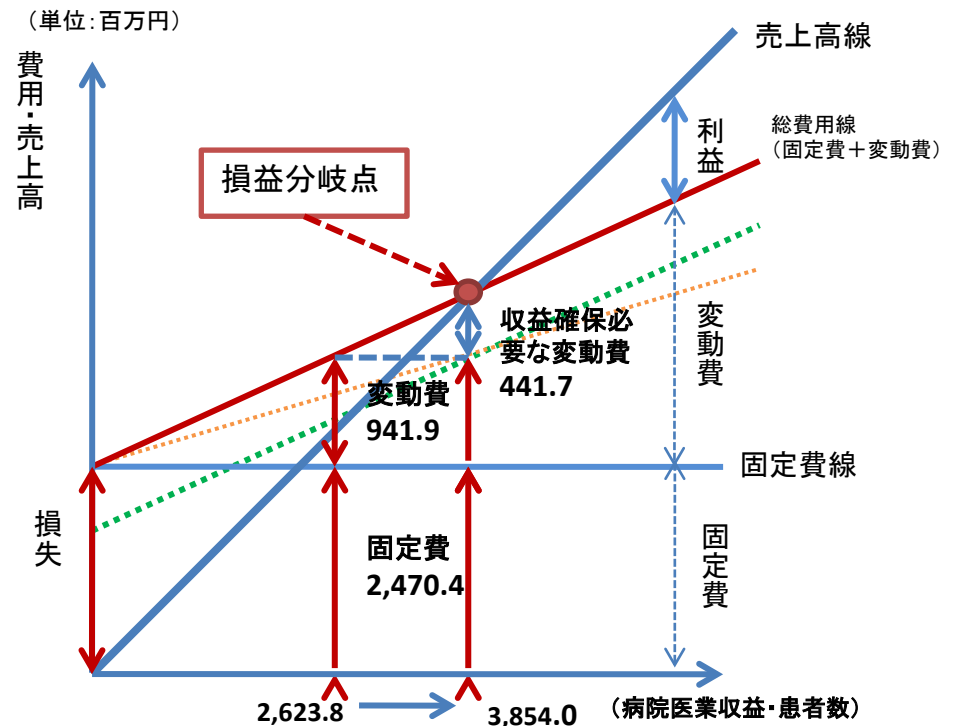 （単位：百万円）
費用・売上高
売上高線
総費用線
（固定費＋変動費）
利益
損益分岐点
収益確保必
要な変動費
441.7
変動費
941.9
変動費
固定費線
損失
固定費
2,470.4
固定費
2,623.8
3,854.0
（病院医業収益・患者数）